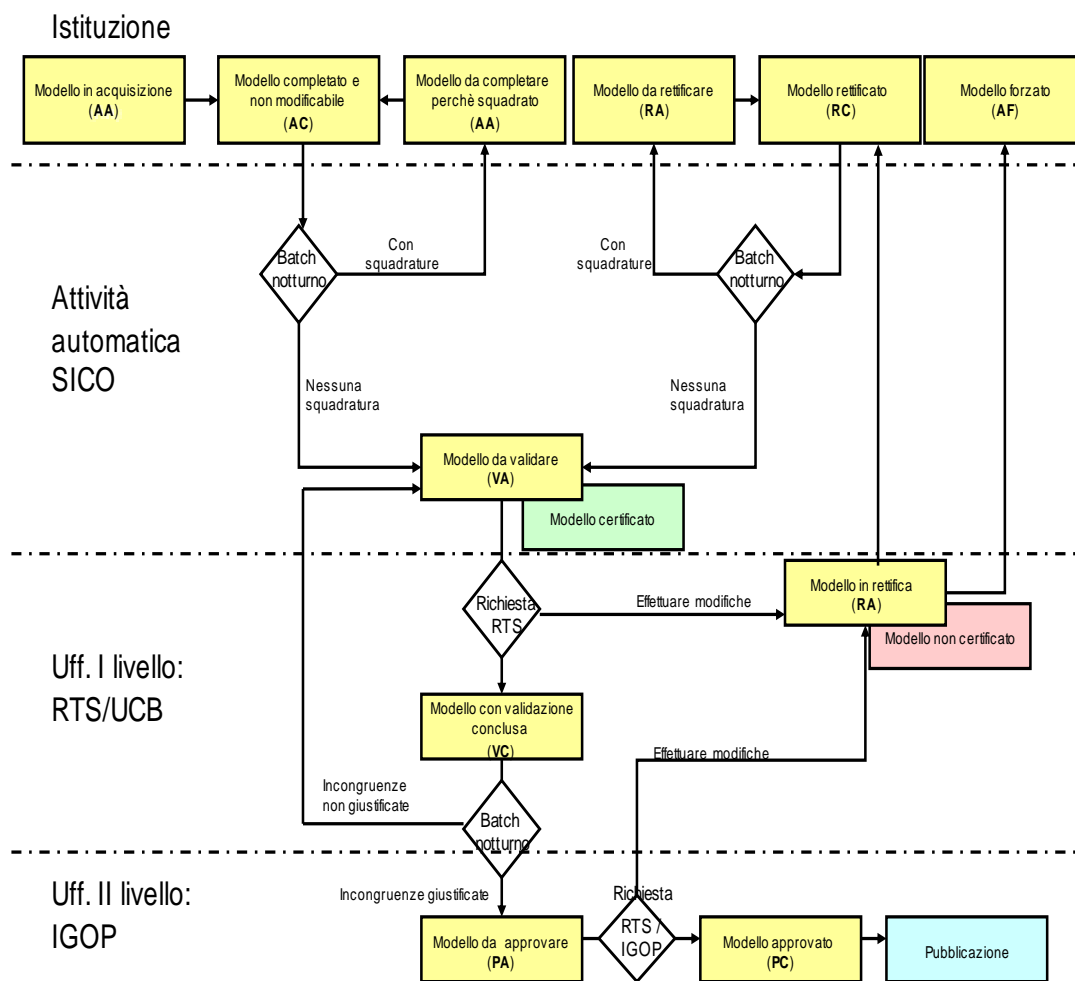 Istituzione
Modello in acquisizione
(AA)
Modello completato e
non modificabile
(AC)
Modello da completare
perchè squadrato
(AA)
Modello da rettificare
(RA)
Modello rettificato
(RC)
Modello forzato
(AF)
Attività
automatica
SICO
Batch
notturno
Con
squadrature
Con
squadrature
Batch
notturno
Nessuna
squadratura
Nessuna
squadratura
Modello da validare
(VA)
Modello certificato
Uff. I livello:
RTS/UCB
Richiesta
RTS
Effettuare modifiche
Modello in rettifica
(RA)
Modello non certificato
Modello con validazione
conclusa
(VC)
Effettuare modifiche
Incongruenze
non giustificate
Batch
notturno
Uff. II livello:
IGOP
Incongruenze giustificate
Modello da approvare
(PA)
Richiesta
RTS /
IGOP
Modello approvato
(PC)
Pubblicazione